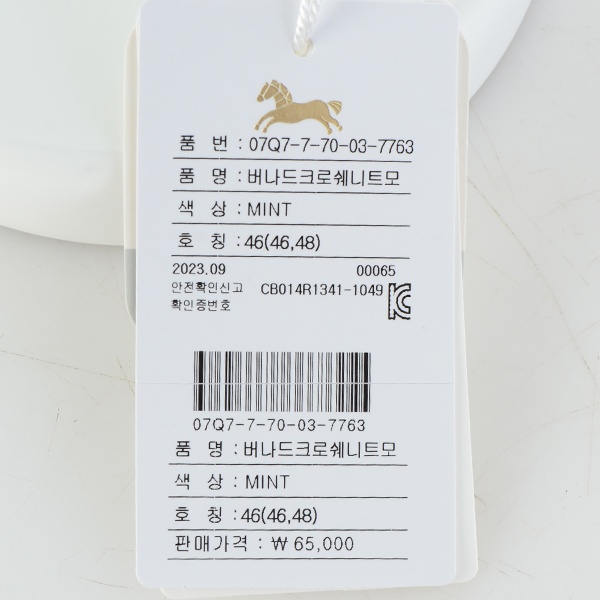 품 번 : 07Q7-7-70-03-7763
품 명 : 버나드크로쉐니트모
색 상 : MINT
호 칭 : 46(46,48)
2023.09 00065
안전확인신고 CB014R1341-1049
확인증번호
07Q7-7-70-03-7763
품 명 : 버나드크로쉐니트모
색 상 : MINT
호 칭 : 46(46,48)
판매가격 : ₩ 65,000